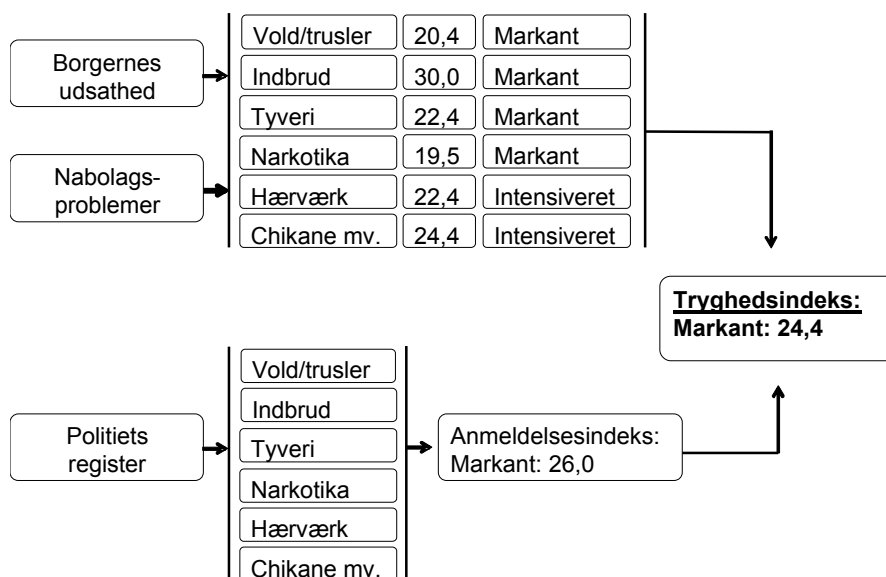 Borgernes
udsathed
Nabolags-
problemer
Vold/trusler 20,4 Markant
Indbrud 30,0 Markant
Tyveri 22,4 Markant
Narkotika 19,5 Markant
Hærværk 22,4 Intensiveret
Chikane mv. 24,4 Intensiveret
Tryghedsindeks:
Markant: 24,4
Politiets
register
Vold/trusler
Indbrud
Tyveri
Narkotika
Hærværk
Chikane mv.
Anmeldelsesindeks:
Markant: 26,0